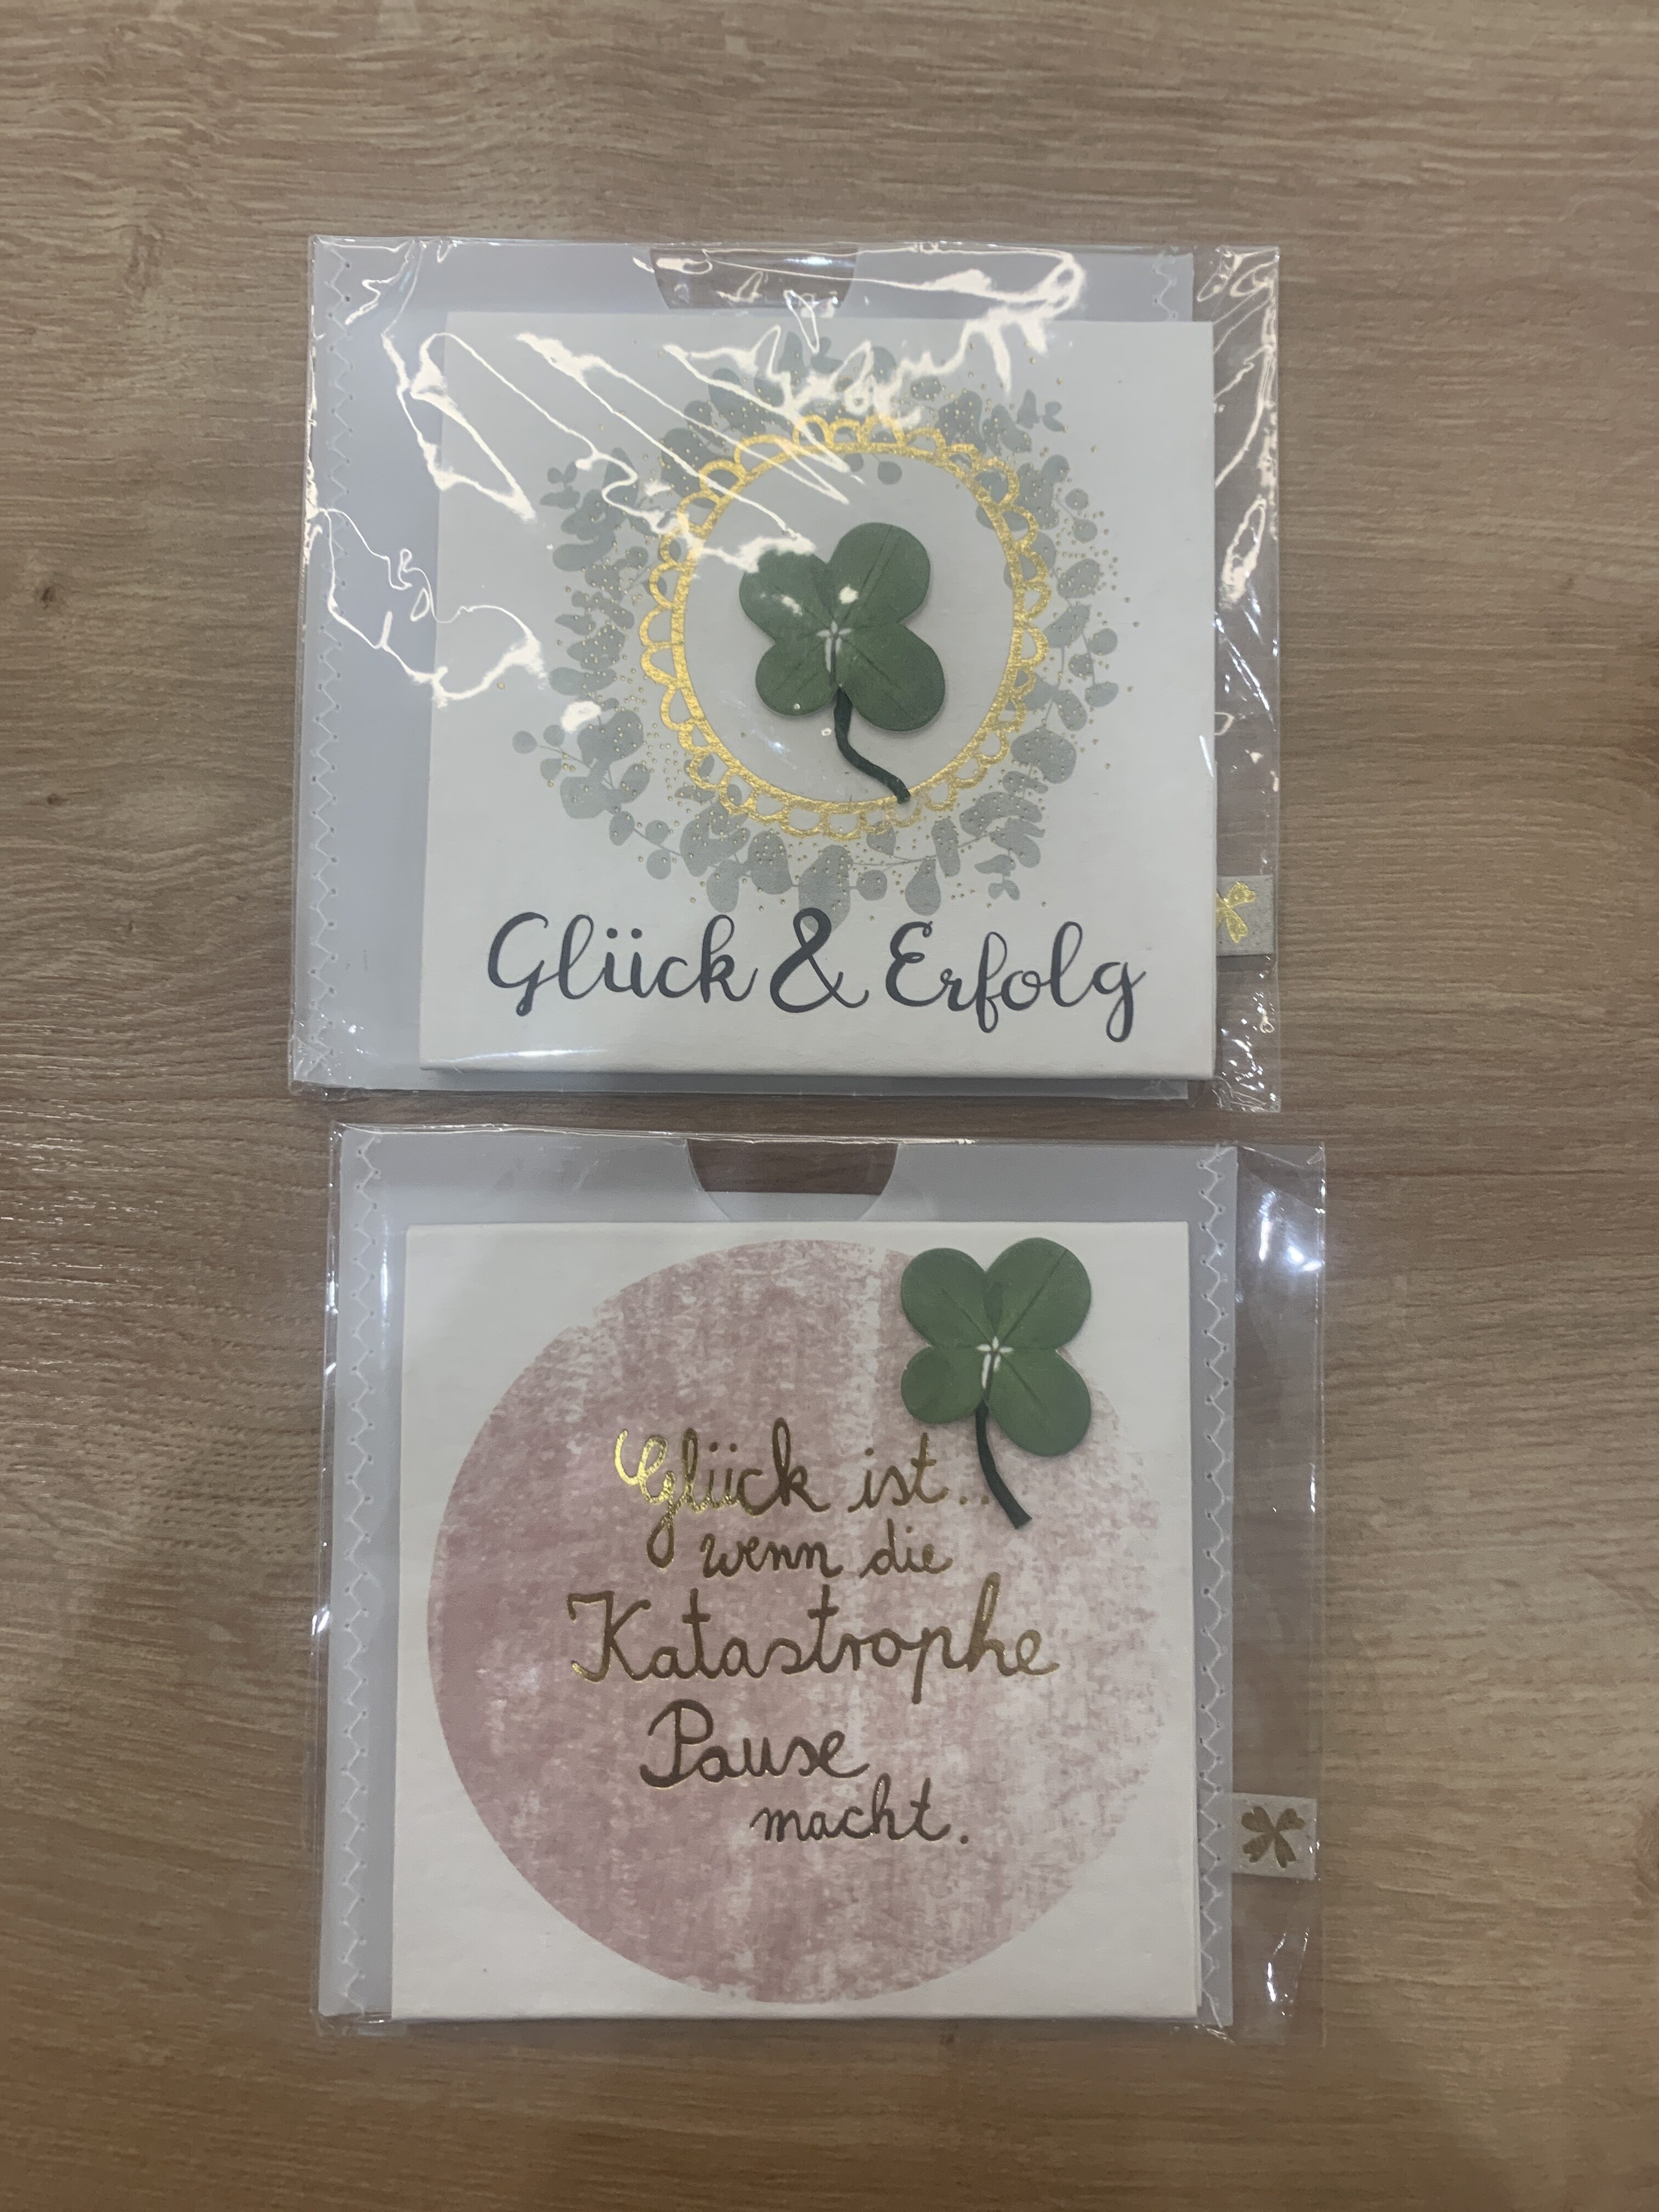 Glück & Erfolg
Glück ist...
wenn die
Katastrophe
Pause
macht.